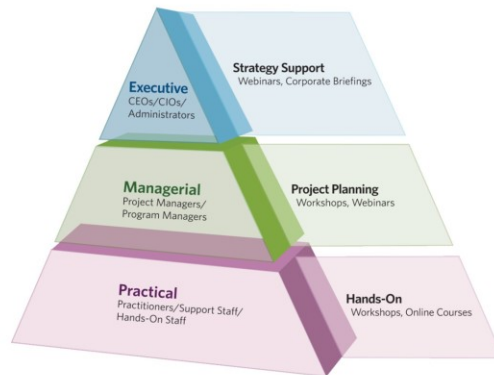 Executive
CEOs/CIOs/
Administrators
Strategy Support
Webinars, Corporate Briefings
Managerial
Project Managers/
Program Managers
Project Planning
Workshops, Webinars
Practical
Practitioners/Support Staff/
Hands-On Staff
Hands-On
Workshops, Online Courses